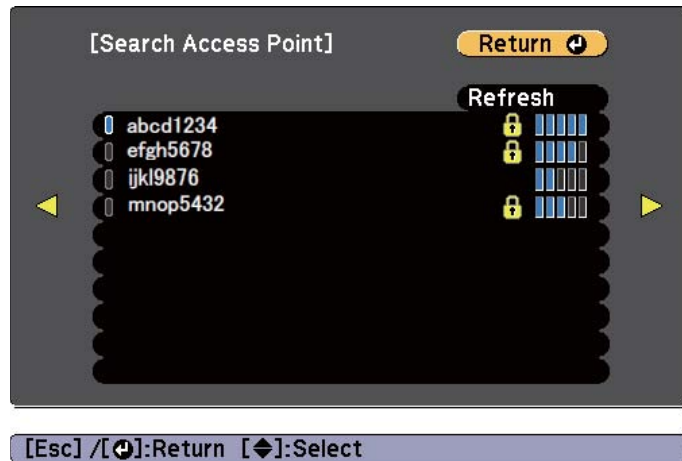 [Search Access Point]
Return
Refresh
abcd1234
efgh5678
ijkl9876
mnop5432
[Esc] /[⏎]:Return [◆]:Select